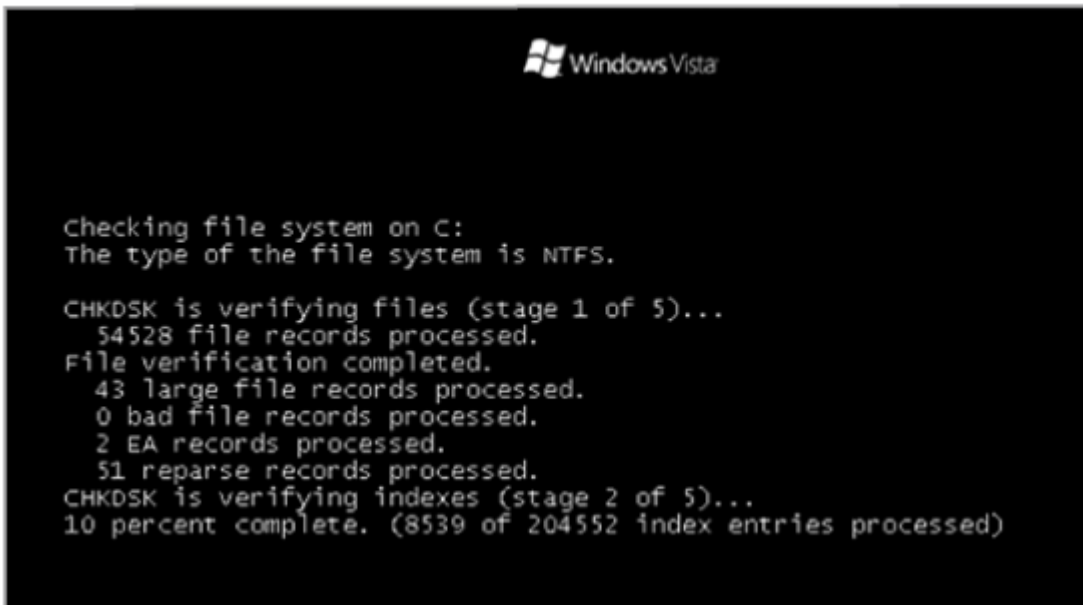 Windows Vista
Checking file system on C:
The type of the file system is NTFS.
CHKDSK is verifying files (stage 1 of 5)...
54528 file records processed.
File verification completed.
43 large file records processed.
0 bad file records processed.
2 EA records processed.
51 reparse records processed.
CHKDSK is verifying indexes (stage 2 of 5)...
10 percent complete. (8539 of 204552 index entries processed)